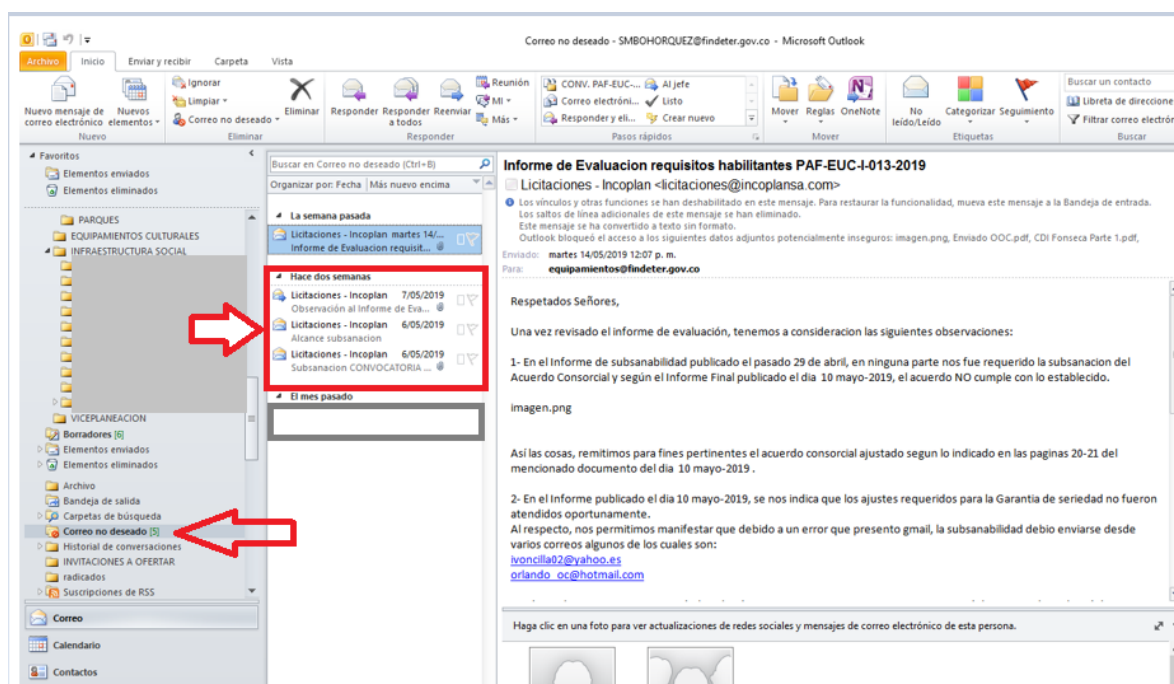 Correo no deseado - SMBOHORQUEZ@findeter.gov.co - Microsoft Outlook
Archivo Inicio Enviar y recibir Carpeta Vista
Nuevo mensaje de correo electrónico
Nuevos elementos
Nuevo
Ignorar
Limpiar
Correo no deseado
Eliminar
Eliminar
Responder
Responder a todos
Reenviar
Reunión
MI
Más
Responder
CONV. PAF-EUC-...
Al jefe
Correo electróni...
Listo
Responder y eli...
Crear nuevo
Pasos rápidos
Mover
Reglas
OneNote
Mover
No leído/Leído
Categorizar
Seguimiento
Etiquetas
Buscar un contacto
Libreta de direccione
Filtrar correo electrón
Buscar
Favoritos
Elementos enviados
Elementos eliminados
PARQUES
EQUIPAMIENTOS CULTURALES
INFRAESTRUCTURA SOCIAL
VICEPLANEACION
Borradores [6]
Elementos enviados
Elementos eliminados
Archivo
Bandeja de salida
Carpetas de búsqueda
Correo no deseado [5]
Historial de conversaciones
INVITACIONES A OFERTAR
radicados
Suscripciones de RSS
Correo
Calendario
Contactos
Buscar en Correo no deseado (Ctrl+B)
Organizar por: Fecha Más nuevo encima
La semana pasada
Licitaciones - Incoplan martes 14/...
Informe de Evaluacion requisit...
Hace dos semanas
Licitaciones - Incoplan 7/05/2019
Observación al Informe de Eva...
Licitaciones - Incoplan 6/05/2019
Alcance subsanacion
Licitaciones - Incoplan 6/05/2019
Subsanacion CONVOCATORIA ...
El mes pasado
Informe de Evaluacion requisitos habilitantes PAF-EUC-I-013-2019
Licitaciones - Incoplan <licitaciones@incoplansa.com>
Los vínculos y otras funciones se han deshabilitado en este mensaje. Para restaurar la funcionalidad, mueva este mensaje a la Bandeja de entrada.
Los saltos de línea adicionales de este mensaje se han eliminado.
Este mensaje se ha convertido a texto sin formato.
Outlook bloqueó el acceso a los siguientes datos adjuntos potencialmente inseguros: imagen.png, Enviado OOC.pdf, CDI Fonseca Parte 1.pdf,
Enviado: martes 14/05/2019 12:07 p. m.
Para: equipamientos@findeter.gov.co
Respetados Señores,
Una vez revisado el informe de evaluación, tenemos a consideracion las siguientes observaciones:
1- En el Informe de subsanabilidad publicado el pasado 29 de abril, en ninguna parte nos fue requerido la subsanacion del
Acuerdo Consorcial y según el Informe Final publicado el dia 10 mayo-2019, el acuerdo NO cumple con lo establecido.
imagen.png
Así las cosas, remitimos para fines pertinentes el acuerdo consorcial ajustado segun lo indicado en las paginas 20-21 del
mencionado documento del dia 10 mayo-2019 .
2- En el Informe publicado el dia 10 mayo-2019, se nos indica que los ajustes requeridos para la Garantia de seriedad no fueron
atendidos oportunamente.
Al respecto, nos permitimos manifestar que debido a un error que presento gmail, la subsanabilidad debio enviarse desde
varios correos algunos de los cuales son:
ivoncilla02@yahoo.es
orlando_oc@hotmail.com
Haga clic en una foto para ver actualizaciones de redes sociales y mensajes de correo electrónico de esta persona.